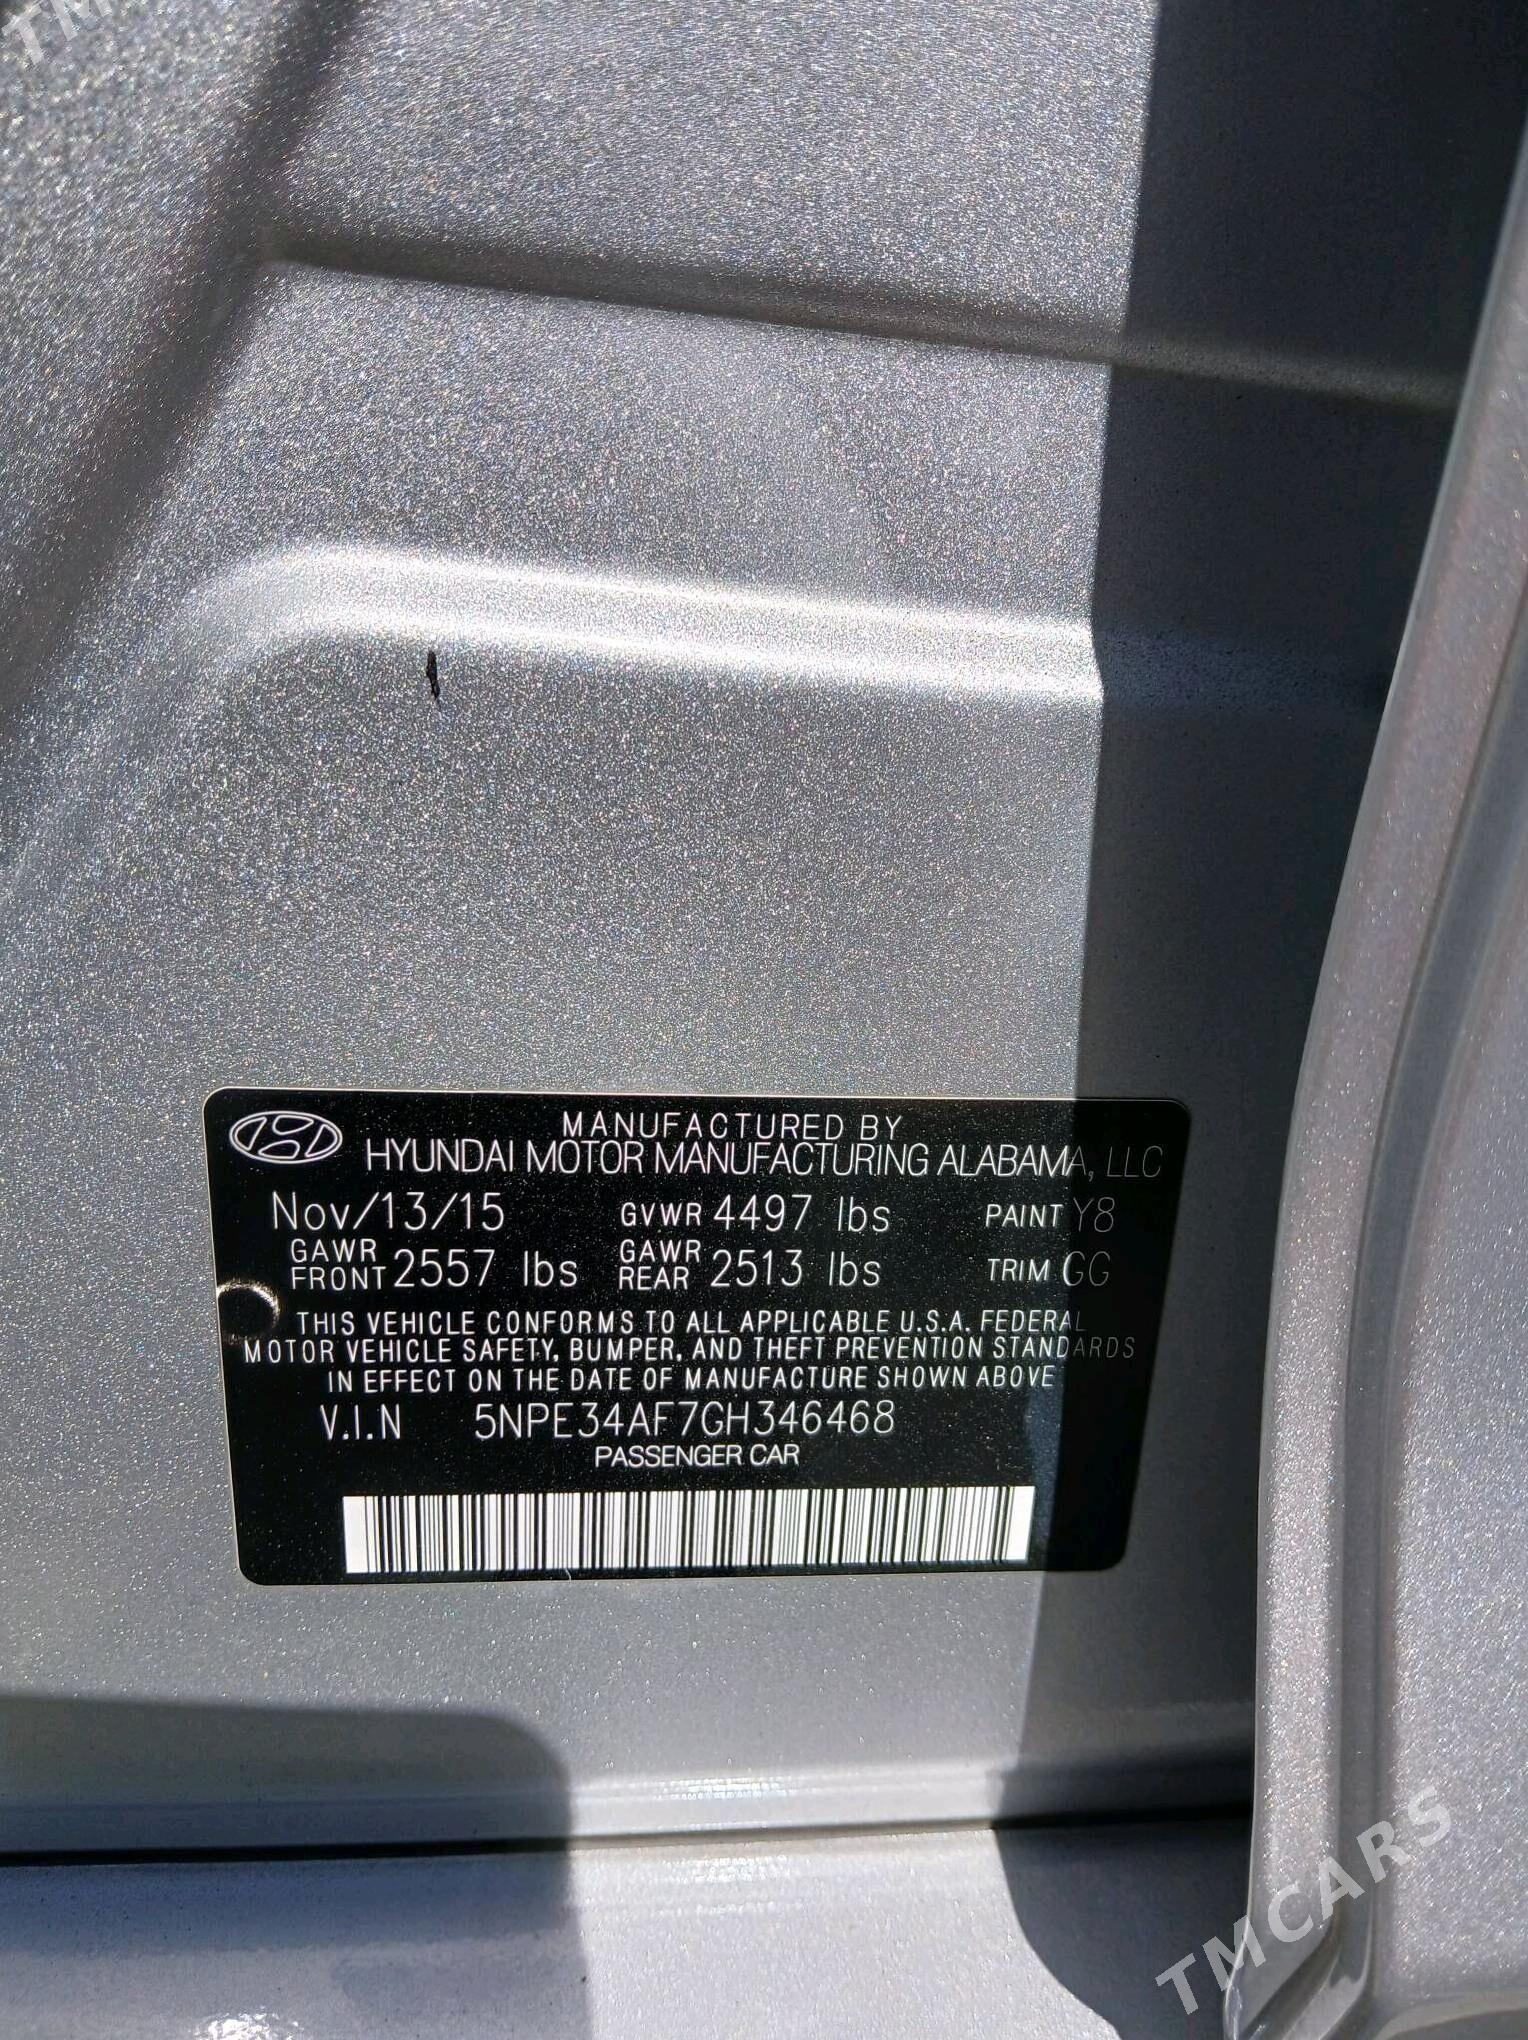 TM
MANUFACTURED BY
HYUNDAI MOTOR MANUFACTURING ALABAMA, LLC
Nov/13/15 GVWR 4497 lbs PAINT Y8
GAWR FRONT 2557 lbs GAWR REAR 2513 lbs TRIM GG
THIS VEHICLE CONFORMS TO ALL APPLICABLE U.S.A. FEDERAL
MOTOR VEHICLE SAFETY, BUMPER, AND THEFT PREVENTION STANDARDS
IN EFFECT ON THE DATE OF MANUFACTURE SHOWN ABOVE
V.I.N 5NPE34AF7GH346468
PASSENGER CAR
TMCARS